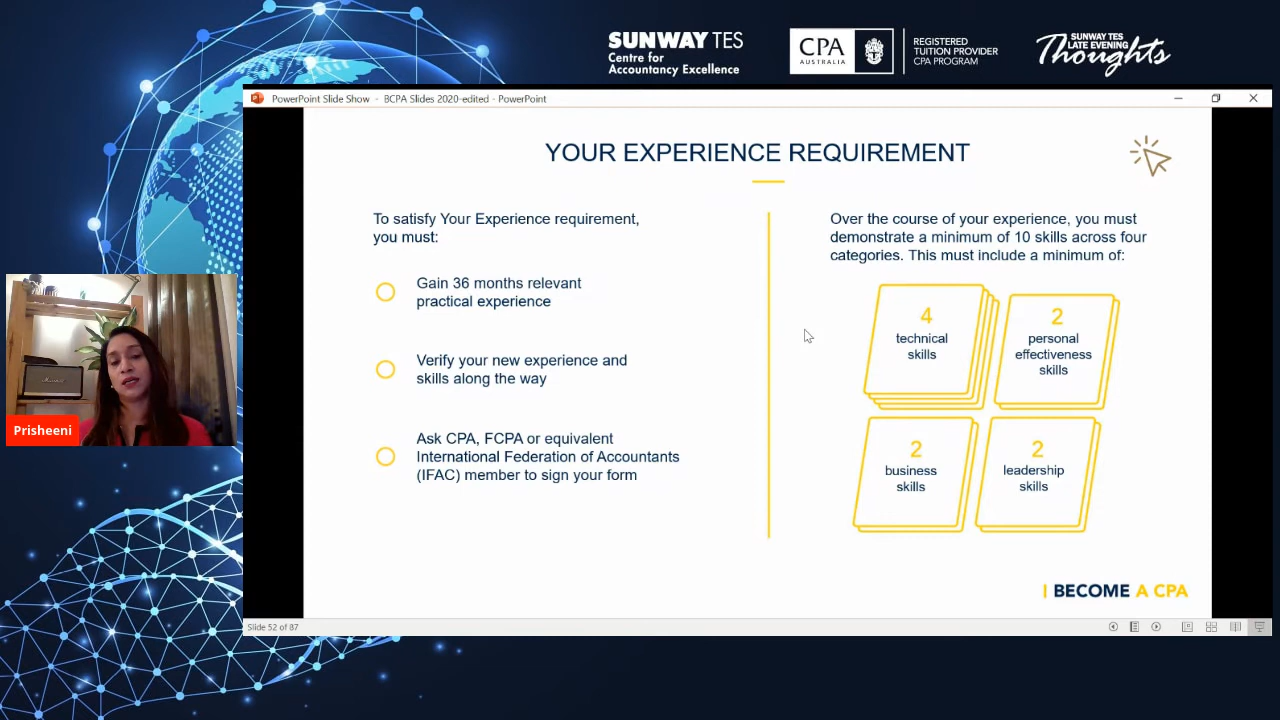 SUNWAY TES
Centre for
Accountancy Excellence
CPA
AUSTRALIA
REGISTERED
TUITION PROVIDER
CPA PROGRAM
SUNWAY TES
LATE EVENING
Thoughts
PowerPoint Slide Show - BCPA Slides 2020-edited - PowerPoint
YOUR EXPERIENCE REQUIREMENT
To satisfy Your Experience requirement,
you must:
Gain 36 months relevant
practical experience
Verify your new experience and
skills along the way
Ask CPA, FCPA or equivalent
International Federation of Accountants
(IFAC) member to sign your form
Over the course of your experience, you must
demonstrate a minimum of 10 skills across four
categories. This must include a minimum of:
4
technical
skills
2
personal
effectiveness
skills
2
business
skills
2
leadership
skills
BECOME A CPA
Slide 52 of 87
Marshall
Prisheeni